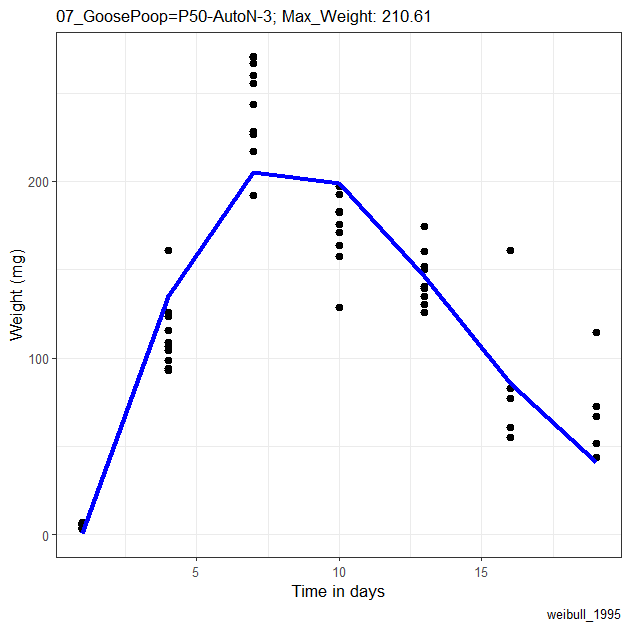 07_GoosePoop=P50-AutoN-3; Max_Weight: 210.61
Weight (mg)
200
100
0
5 10 15
Time in days
weibull_1995